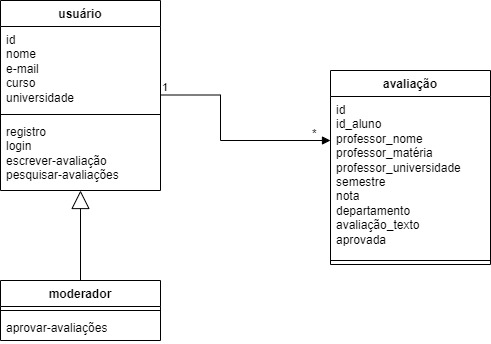 usuário
id
nome
e-mail
curso
universidade
registro
login
escrever-avaliação
pesquisar-avaliações
1
*
avaliação
id
id_aluno
professor_nome
professor_matéria
professor_universidade
semestre
nota
departamento
avaliação_texto
aprovada
moderador
aprovar-avaliações